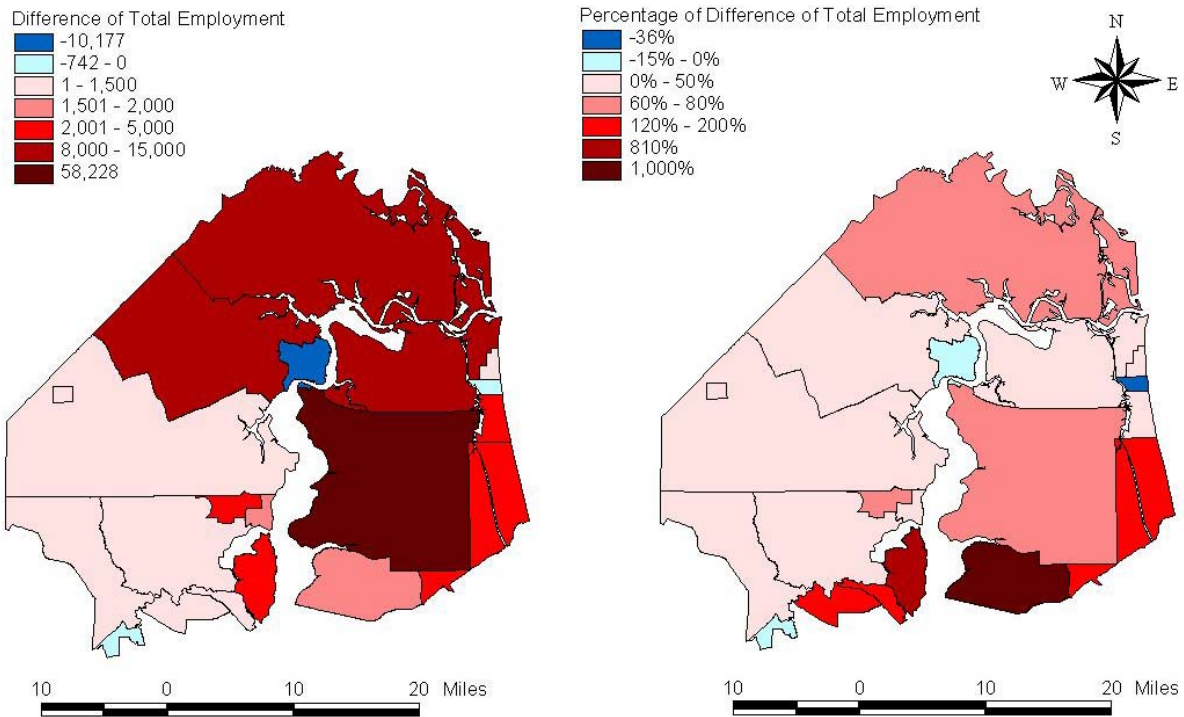 Difference of Total Employment
-10,177
-742 - 0
1 - 1,500
1,501 - 2,000
2,001 - 5,000
8,000 - 15,000
58,228
Percentage of Difference of Total Employment
-36%
-15% - 0%
0% - 50%
60% - 80%
120% - 200%
810%
1,000%
N
W E
S
10 0 10 20 Miles
10 0 10 20 Miles